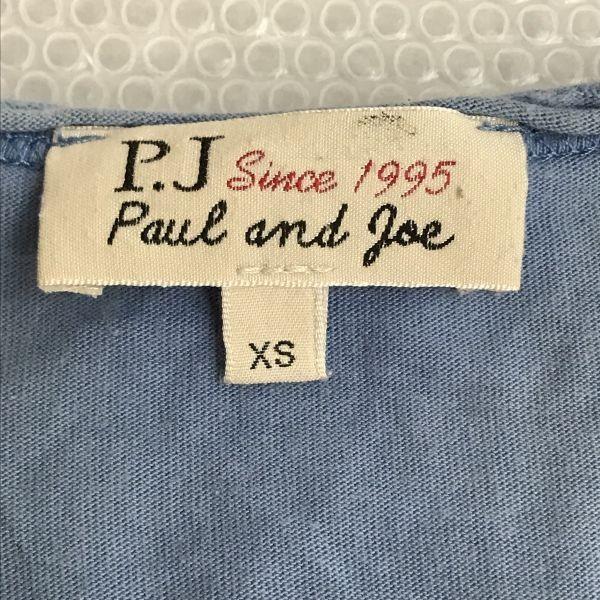 P.J Since 1995
Paul and Joe
XS